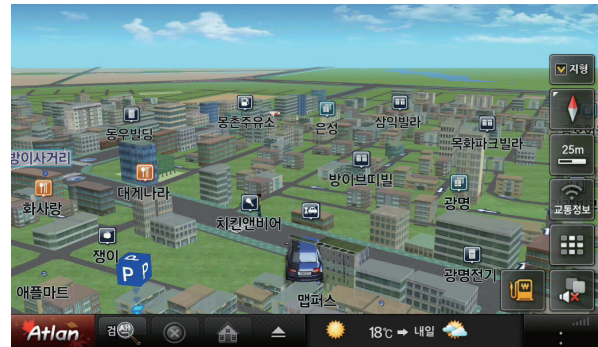 지형
몽촌주유소
은성
삼익빌라
동우빌딩
목화파크빌라
25m
방이사거리
대게나라
방이브띠빌
화사랑
광명
교통정보
치킨앤비어
쟁이
P P
광명전기
애플마트
맵퍼스
Atlan
검색
18℃ ➡ 내일